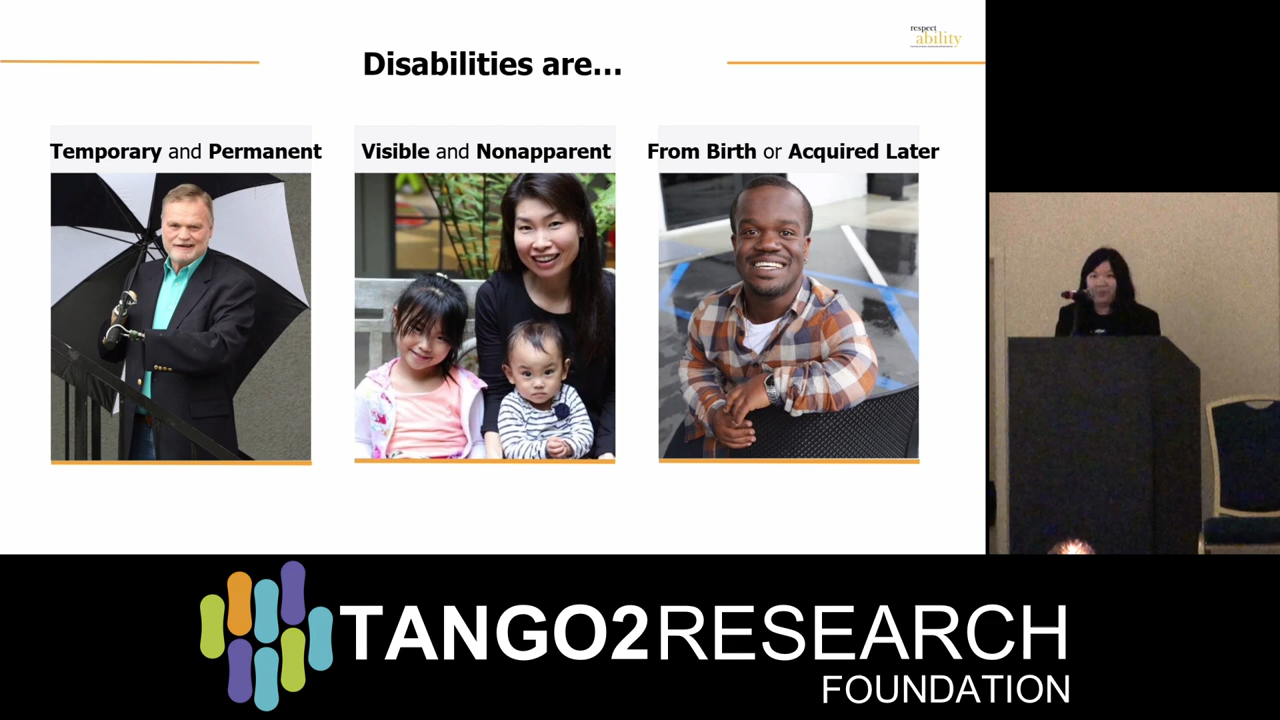 respect
ability
Disabilities are...
Temporary and Permanent
Visible and Nonapparent
From Birth or Acquired Later
TANGO2RESEARCH
FOUNDATION